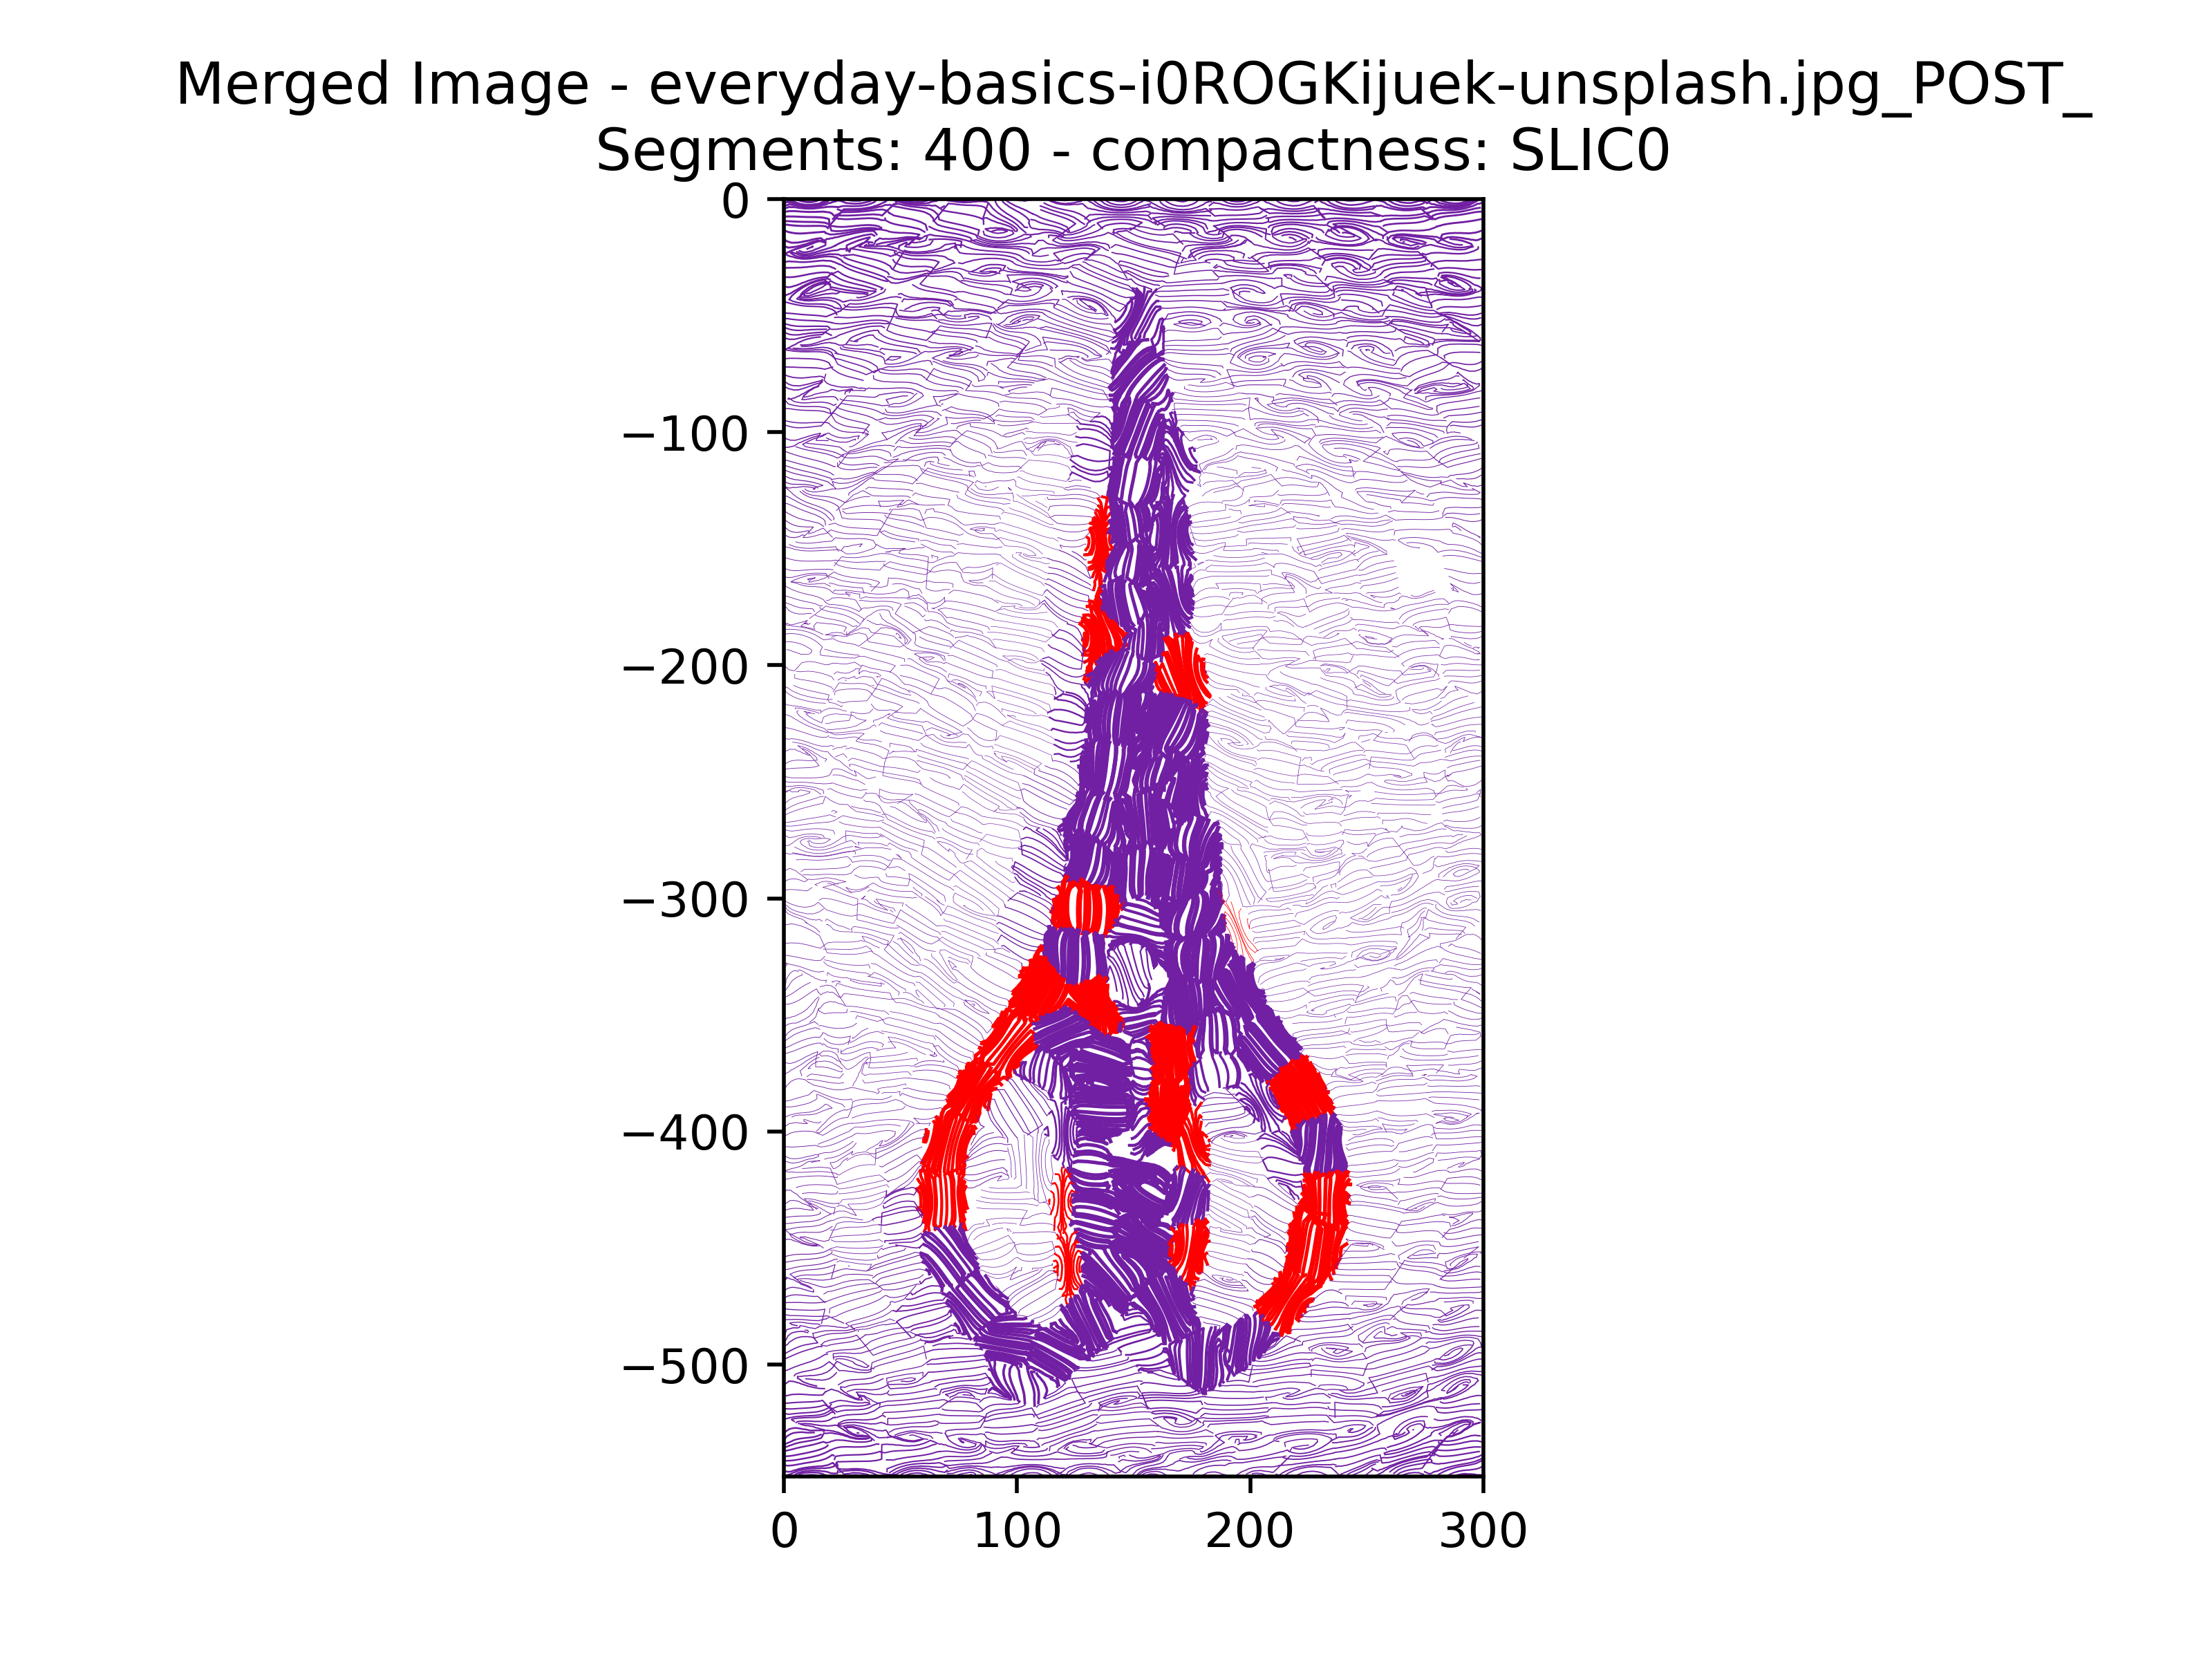 Merged Image - everyday-basics-i0ROGKijuek-unsplash.jpg_POST_
Segments: 400 - compactness: SLIC0
0
−100
−200
−300
−400
−500
0 100 200 300